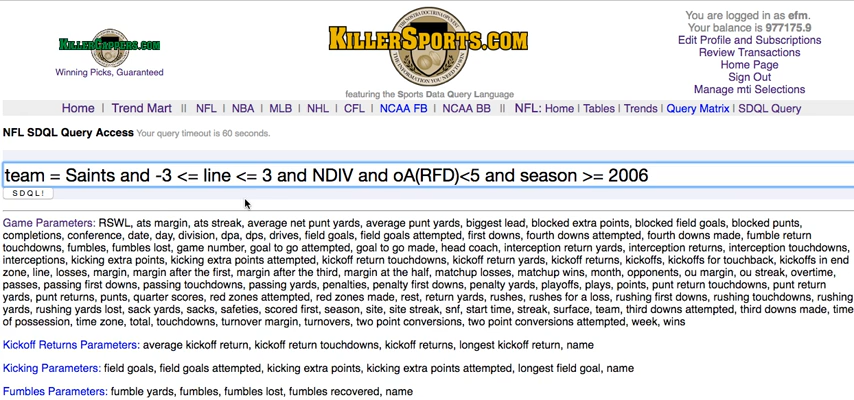 KILLERCAPPERS.COM
Winning Picks, Guaranteed
KILLERSPORTS.COM
featuring the Sports Data Query Language
You are logged in as efm.
Your balance is 977175.9
Edit Profile and Subscriptions
Review Transactions
Home Page
Sign Out
Manage mti Selections
Home | Trend Mart || NFL | NBA | MLB | NHL | CFL | NCAA FB | NCAA BB || NFL: Home | Tables | Trends | Query Matrix | SDQL Query
NFL SDQL Query Access Your query timeout is 60 seconds.
team = Saints and -3 <= line <= 3 and NDIV and oA(RFD)<5 and season >= 2006
SDQL!
Game Parameters: RSWL, ats margin, ats streak, average net punt yards, average punt yards, biggest lead, blocked extra points, blocked field goals, blocked punts,
completions, conference, date, day, division, dpa, dps, drives, field goals, field goals attempted, first downs, fourth downs attempted, fourth downs made, fumble return
touchdowns, fumbles, fumbles lost, game number, goal to go attempted, goal to go made, head coach, interception return yards, interception returns, interception touchdowns,
interceptions, kicking extra points, kicking extra points attempted, kickoff return touchdowns, kickoff return yards, kickoff returns, kickoffs, kickoffs for touchback, kickoffs in end
zone, line, losses, margin, margin after the first, margin after the third, margin at the half, matchup losses, matchup wins, month, opponents, ou margin, ou streak, overtime,
passes, passing first downs, passing touchdowns, passing yards, penalties, penalty first downs, penalty yards, playoffs, plays, points, punt return touchdowns, punt return
yards, punt returns, punts, quarter scores, red zones attempted, red zones made, rest, return yards, rushes, rushes for a loss, rushing first downs, rushing touchdowns, rushing
yards, rushing yards lost, sack yards, sacks, safeties, scored first, season, site, site streak, snf, start time, streak, surface, team, third downs attempted, third downs made, time
of possession, time zone, total, touchdowns, turnover margin, turnovers, two point conversions, two point conversions attempted, week, wins
Kickoff Returns Parameters: average kickoff return, kickoff return touchdowns, kickoff returns, longest kickoff return, name
Kicking Parameters: field goals, field goals attempted, kicking extra points, kicking extra points attempted, longest field goal, name
Fumbles Parameters: fumble yards, fumbles, fumbles lost, fumbles recovered, name